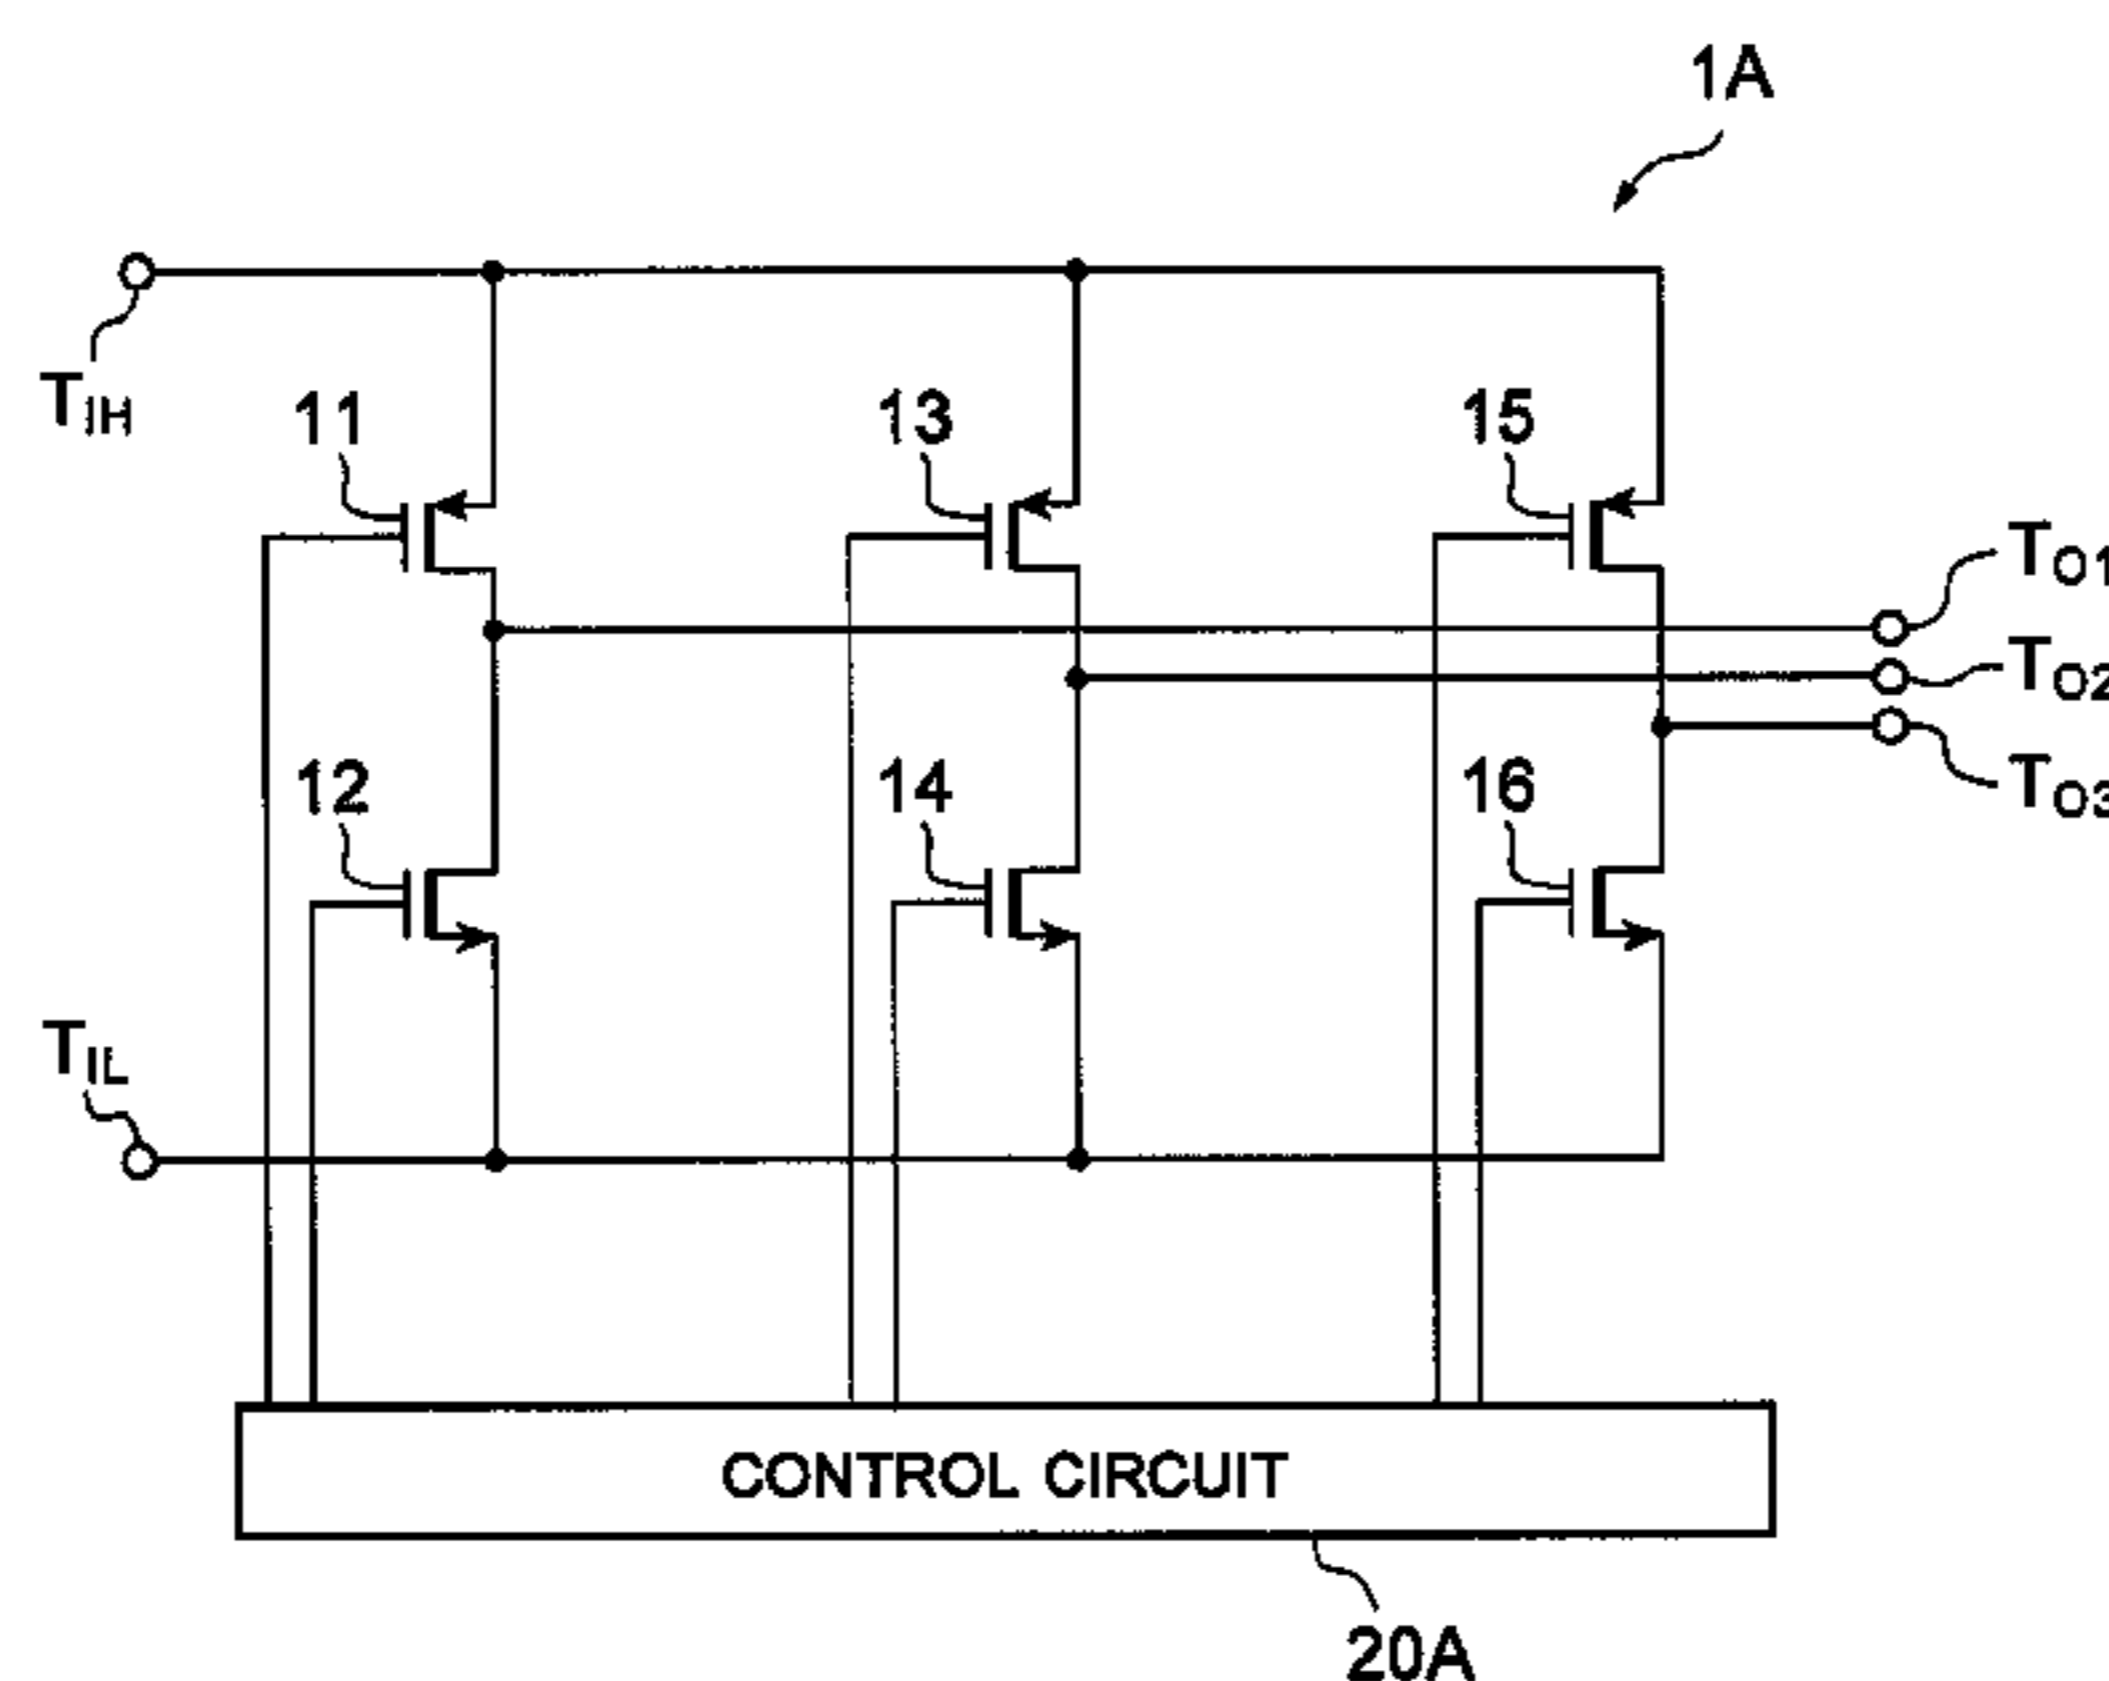 1A
TIH
11
13
15
TO1
TO2
TO3
12
14
16
TIL
CONTROL CIRCUIT
20A